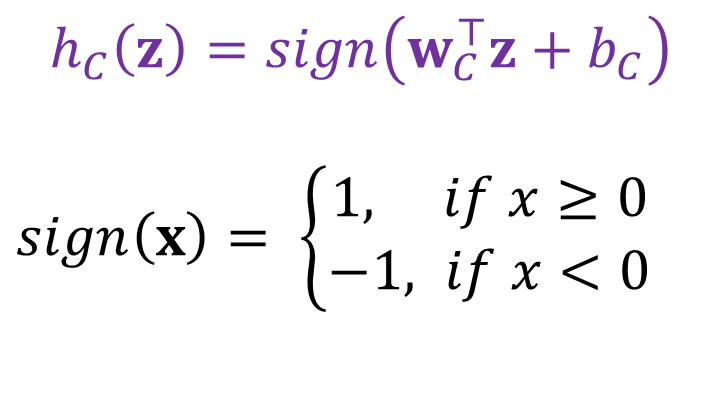 h_C(𝐳) = sign(𝐰_C^⊤ 𝐳 + b_C)
sign(𝐱) = { 1, if x ≥ 0
−1, if x < 0